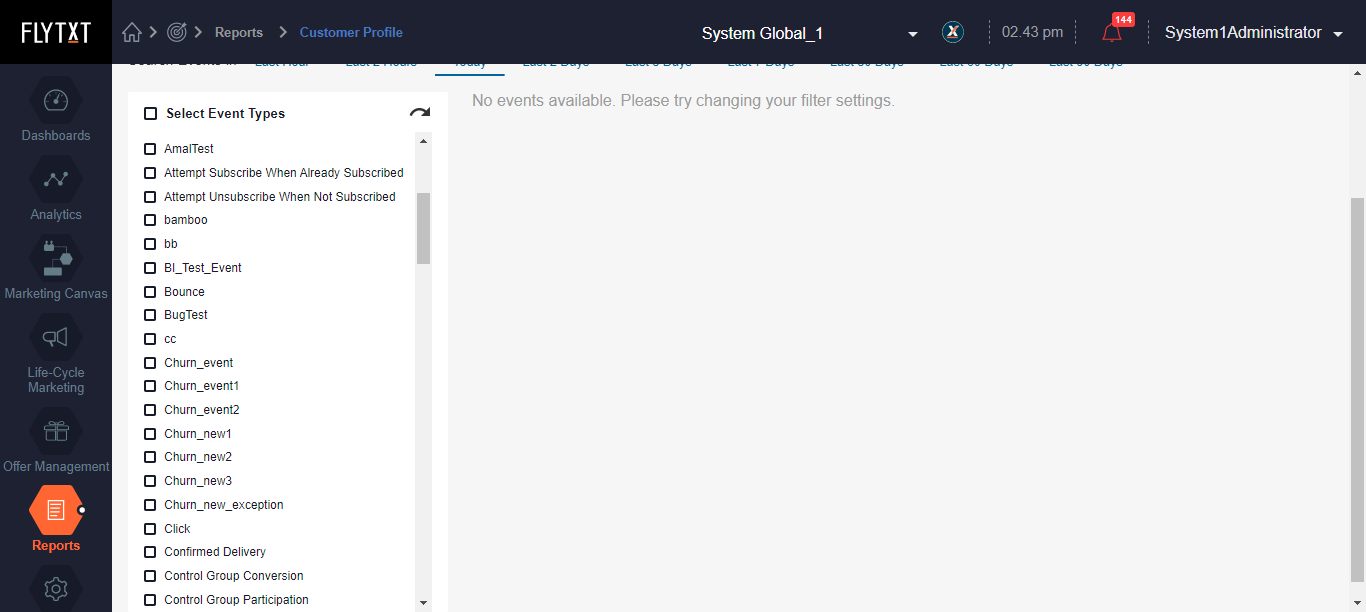 FLYTXT
Reports
Customer Profile
System Global_1
02.43 pm
144
System1Administrator
Dashboards
Analytics
Marketing Canvas
Life-Cycle
Marketing
Offer Management
Reports
Today
Select Event Types
AmalTest
Attempt Subscribe When Already Subscribed
Attempt Unsubscribe When Not Subscribed
bamboo
bb
BI_Test_Event
Bounce
BugTest
cc
Churn_event
Churn_event1
Churn_event2
Churn_new1
Churn_new2
Churn_new3
Churn_new_exception
Click
Confirmed Delivery
Control Group Conversion
Control Group Participation
No events available. Please try changing your filter settings.